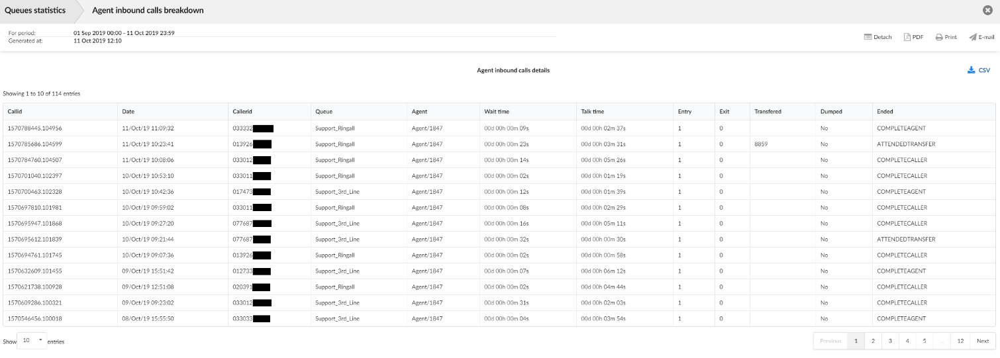 Queues statistics Agent inbound calls breakdown
For period: 01 Sep 2019 00:00 - 11 Oct 2019 23:59
Generated at: 11 Oct 2019 12:10
Detach PDF Print E-mail
Agent inbound calls details
CSV
Showing 1 to 10 of 114 entries
Callid Date Callerid Queue Agent Wait time Talk time Entry Exit Transfered Dumped Ended
1570788445.104956 11/Oct/19 11:09:32 033332 Support_Ringall Agent/1847 00d 00h 00m 09s 00d 00h 02m 37s 1 0 No COMPLETEAGENT
1570785686.104599 11/Oct/19 10:23:41 013926 Support_Ringall Agent/1847 00d 00h 00m 23s 00d 00h 03m 31s 1 0 8859 No ATTENDEDTRANSFER
1570784760.104507 11/Oct/19 10:08:06 033012 Support_Ringall Agent/1847 00d 00h 00m 14s 00d 00h 05m 26s 1 0 No COMPLETECALLER
1570701040.102397 10/Oct/19 10:53:10 033011 Support_Ringall Agent/1847 00d 00h 00m 02s 00d 00h 01m 19s 1 0 No COMPLETECALLER
1570700463.102328 10/Oct/19 10:42:36 017473 Support_3rd_Line Agent/1847 00d 00h 00m 12s 00d 00h 01m 39s 1 0 No COMPLETEAGENT
1570697810.101981 10/Oct/19 09:59:02 033011 Support_Ringall Agent/1847 00d 00h 00m 08s 00d 00h 02m 29s 1 0 No COMPLETECALLER
1570695947.101868 10/Oct/19 09:27:20 077687 Support_3rd_Line Agent/1847 00d 00h 00m 16s 00d 00h 05m 11s 1 0 No COMPLETECALLER
1570695612.101839 10/Oct/19 09:21:44 077687 Support_3rd_Line Agent/1847 00d 00h 00m 32s 00d 00h 00m 30s 1 0 No ATTENDEDTRANSFER
1570694761.101745 10/Oct/19 09:07:36 013926 Support_Ringall Agent/1847 00d 00h 00m 02s 00d 00h 00m 58s 1 0 No COMPLETECALLER
1570632609.101455 09/Oct/19 15:51:42 012733 Support_3rd_Line Agent/1847 00d 00h 00m 07s 00d 00h 06m 12s 1 0 No COMPLETEAGENT
1570621738.100928 09/Oct/19 12:51:08 020391 Support_Ringall Agent/1847 00d 00h 00m 02s 00d 00h 04m 44s 1 0 No COMPLETECALLER
1570609286.100321 09/Oct/19 09:23:02 033012 Support_3rd_Line Agent/1847 00d 00h 00m 31s 00d 00h 02m 03s 1 0 No COMPLETECALLER
1570546456.100018 08/Oct/19 15:55:50 033033 Support_3rd_Line Agent/1847 00d 00h 00m 04s 00d 00h 03m 54s 1 0 No COMPLETEAGENT
Show 10 entries Previous 1 2 3 4 5 ... 12 Next